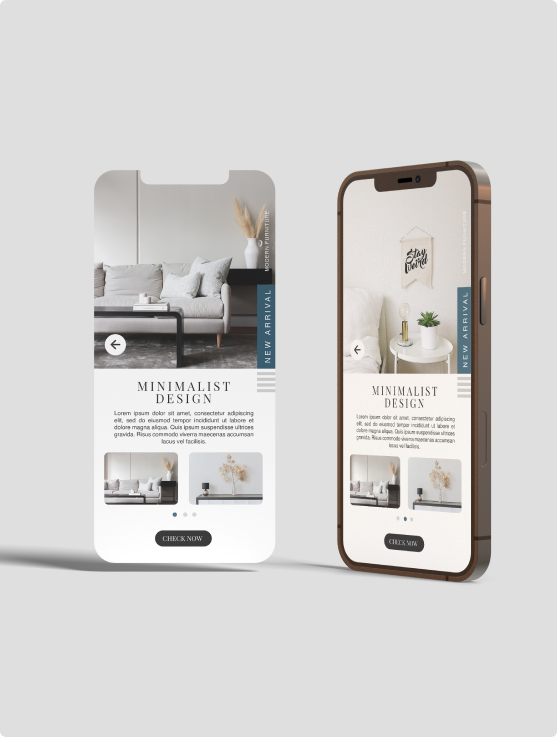 MODERN FURNITURE
NEW ARRIVAL
MINIMALIST
DESIGN
Lorem ipsum dolor sit amet, consectetur adipiscing
elit, sed do eiusmod tempor incididunt ut labore et
dolore magna aliqua. Quis ipsum suspendisse ultrices
gravida. Risus commodo viverra maecenas accumsan
lacus vel facilisis.
CHECK NOW
Stay
MODERN FURNITURE
NEW ARRIVAL
MINIMALIST
DESIGN
Lorem ipsum dolor sit amet, consectetur adipiscing
elit, sed do eiusmod tempor incididunt ut labore et
dolore magna aliqua. Quis ipsum suspendisse ultrices
gravida. Risus commodo viverra maecenas accumsan
lacus vel facilisis.
CHECK NOW